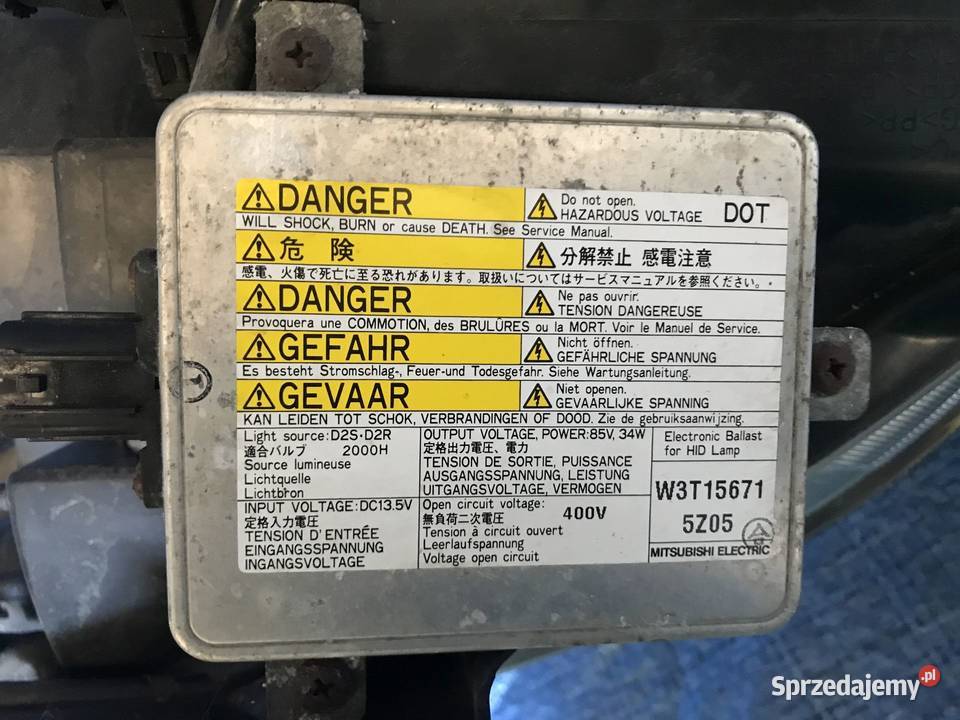 DANGER
Do not open.
HAZARDOUS VOLTAGE DOT
WILL SHOCK, BURN or cause DEATH. See Service Manual.
危険
分解禁止 感電注意
感電、火傷で死亡に至る恐れがあります。取扱いについてはサービスマニュアルを参照ください。
DANGER
Ne pas ouvrir.
TENSION DANGEREUSE
Provoquera une COMMOTION, des BRULÛRES ou la MORT. Voir le Manuel de Service.
GEFAHR
Nicht öffnen.
GEFÄHRLICHE SPANNUNG
Es besteht Stromschlag-, Feuer-und Todesgefahr. Siehe Wartungsanleitung.
GEVAAR
Niet openen.
GEVAARLIJKE SPANNING
KAN LEIDEN TOT SCHOK, VERBRANDINGEN OF DOOD. Zie de gebruiksaanwijzing.
Light source:D2S·D2R
適合バルブ 2000H
Source lumineuse
Lichtquelle
Lichtbron
INPUT VOLTAGE:DC13.5V
定格入力電圧
TENSION D'ENTRÉE
EINGANGSSPANNUNG
INGANGSVOLTAGE
OUTPUT VOLTAGE, POWER:85V, 34W
定格出力電圧、電力
TENSION DE SORTIE, PUISSANCE
AUSGANGSSPANNUNG, LEISTUNG
UITGANGSVOLTAGE, VERMOGEN
Open circuit voltage:
無負荷二次電圧 400V
Tension à circuit ouvert
Leerlaufspannung
Voltage open circuit
Electronic Ballast
for HID Lamp
W3T15671
5Z05
MITSUBISHI ELECTRIC
Sprzedajemy.pl